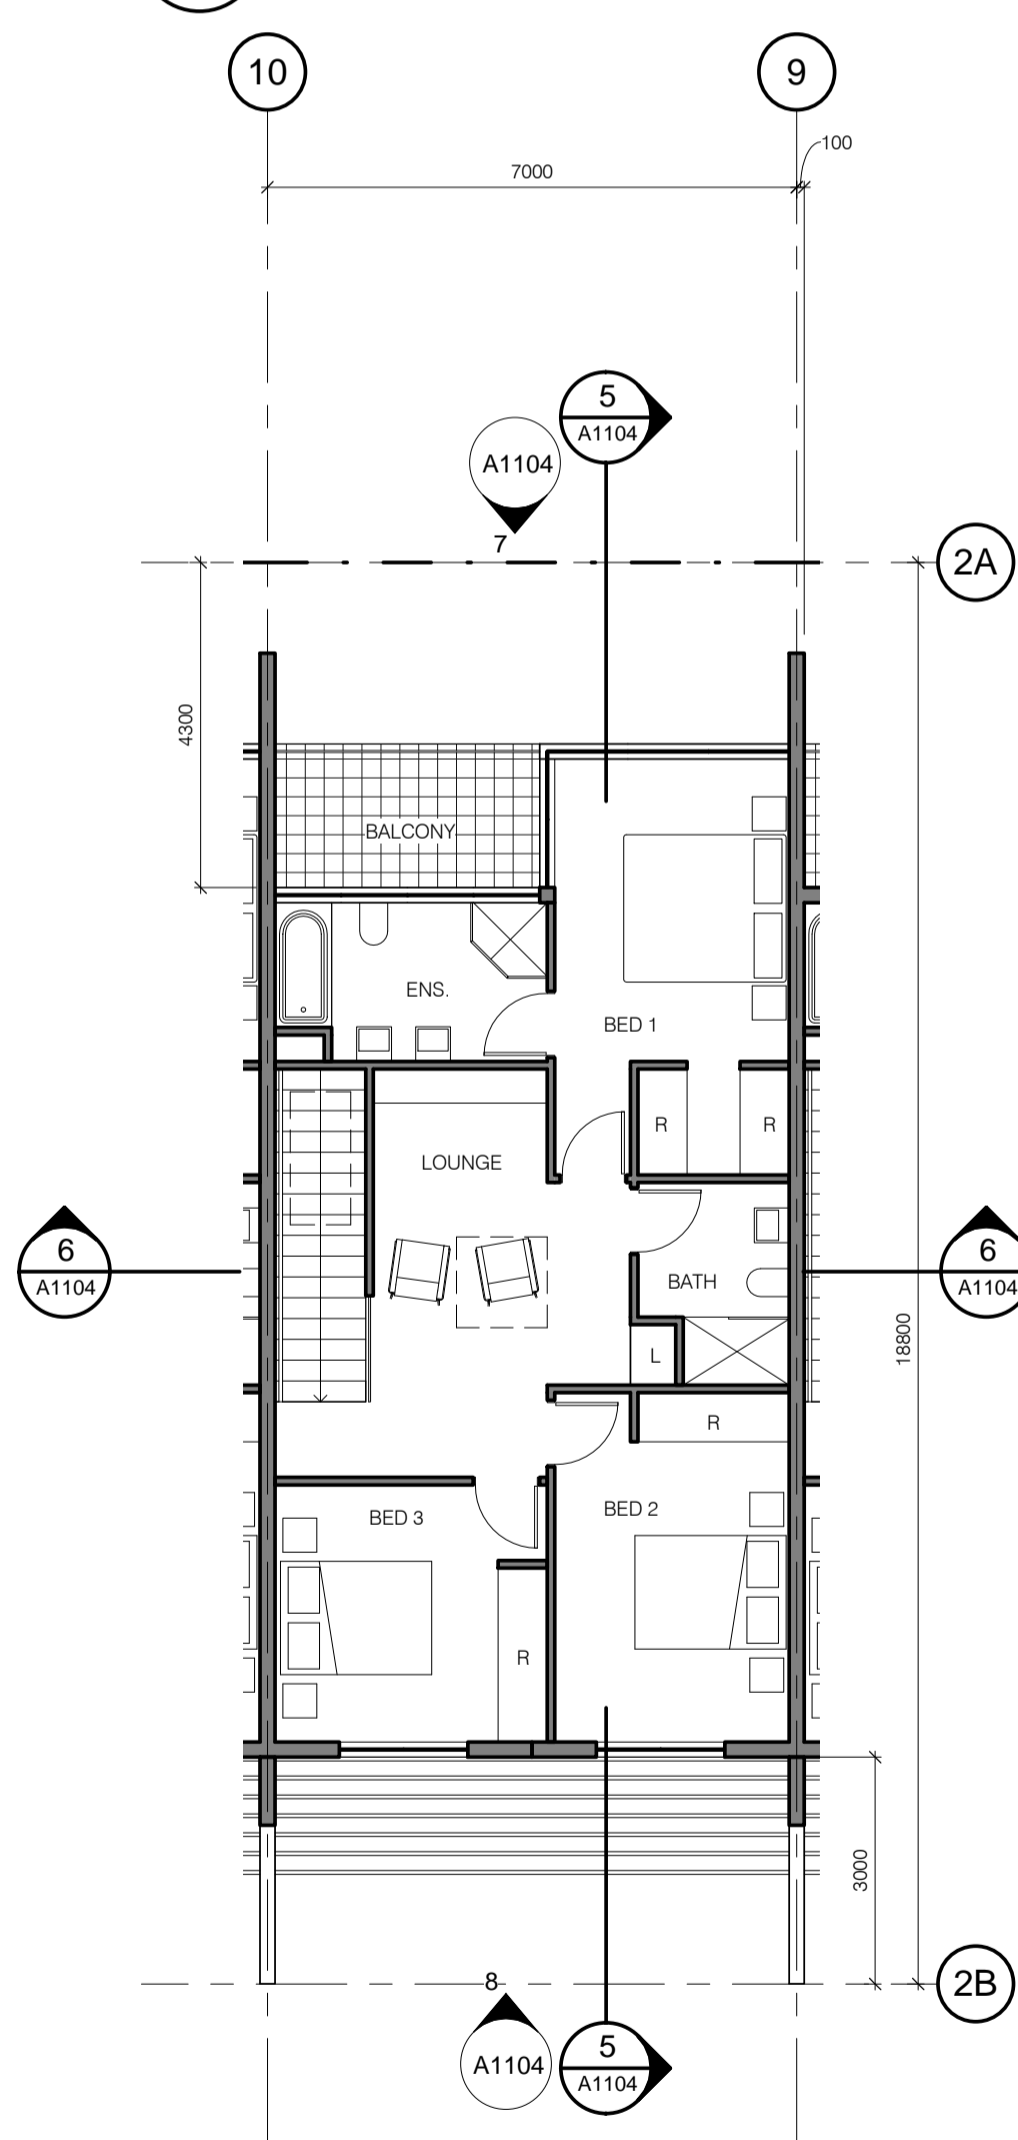 10
9
100
7000
5
A1104
A1104
7
2A
4300
BALCONY
ENS.
BED 1
R
R
LOUNGE
6
A1104
6
A1104
BATH
18800
L
R
BED 3
BED 2
R
3000
8
2B
A1104
5
A1104